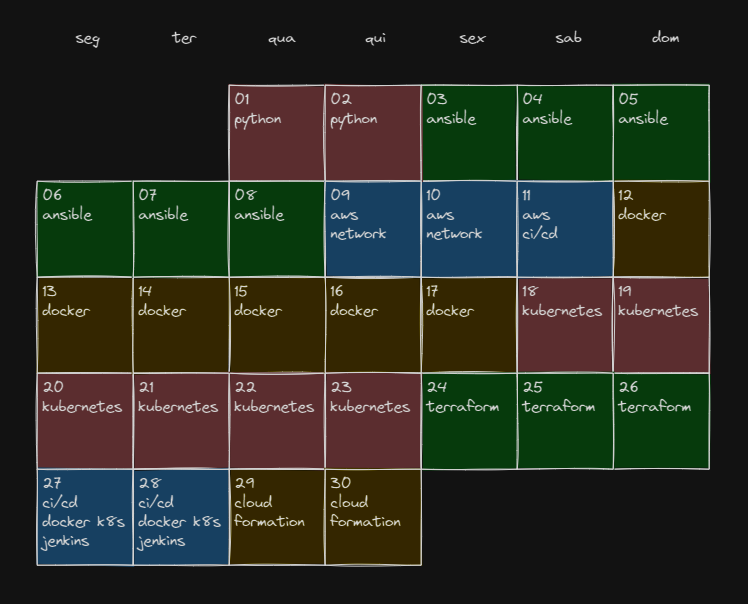 seg ter qua qui sex sab dom
01 02 03 04 05
python python ansible ansible ansible
06 07 08 09 10 11 12
ansible ansible ansible aws aws aws docker
network network ci/cd
13 14 15 16 17 18 19
docker docker docker docker docker kubernetes kubernetes
20 21 22 23 24 25 26
kubernetes kubernetes kubernetes kubernetes terraform terraform terraform
27 28 29 30
ci/cd ci/cd cloud cloud
docker k8s docker k8s formation formation
jenkins jenkins